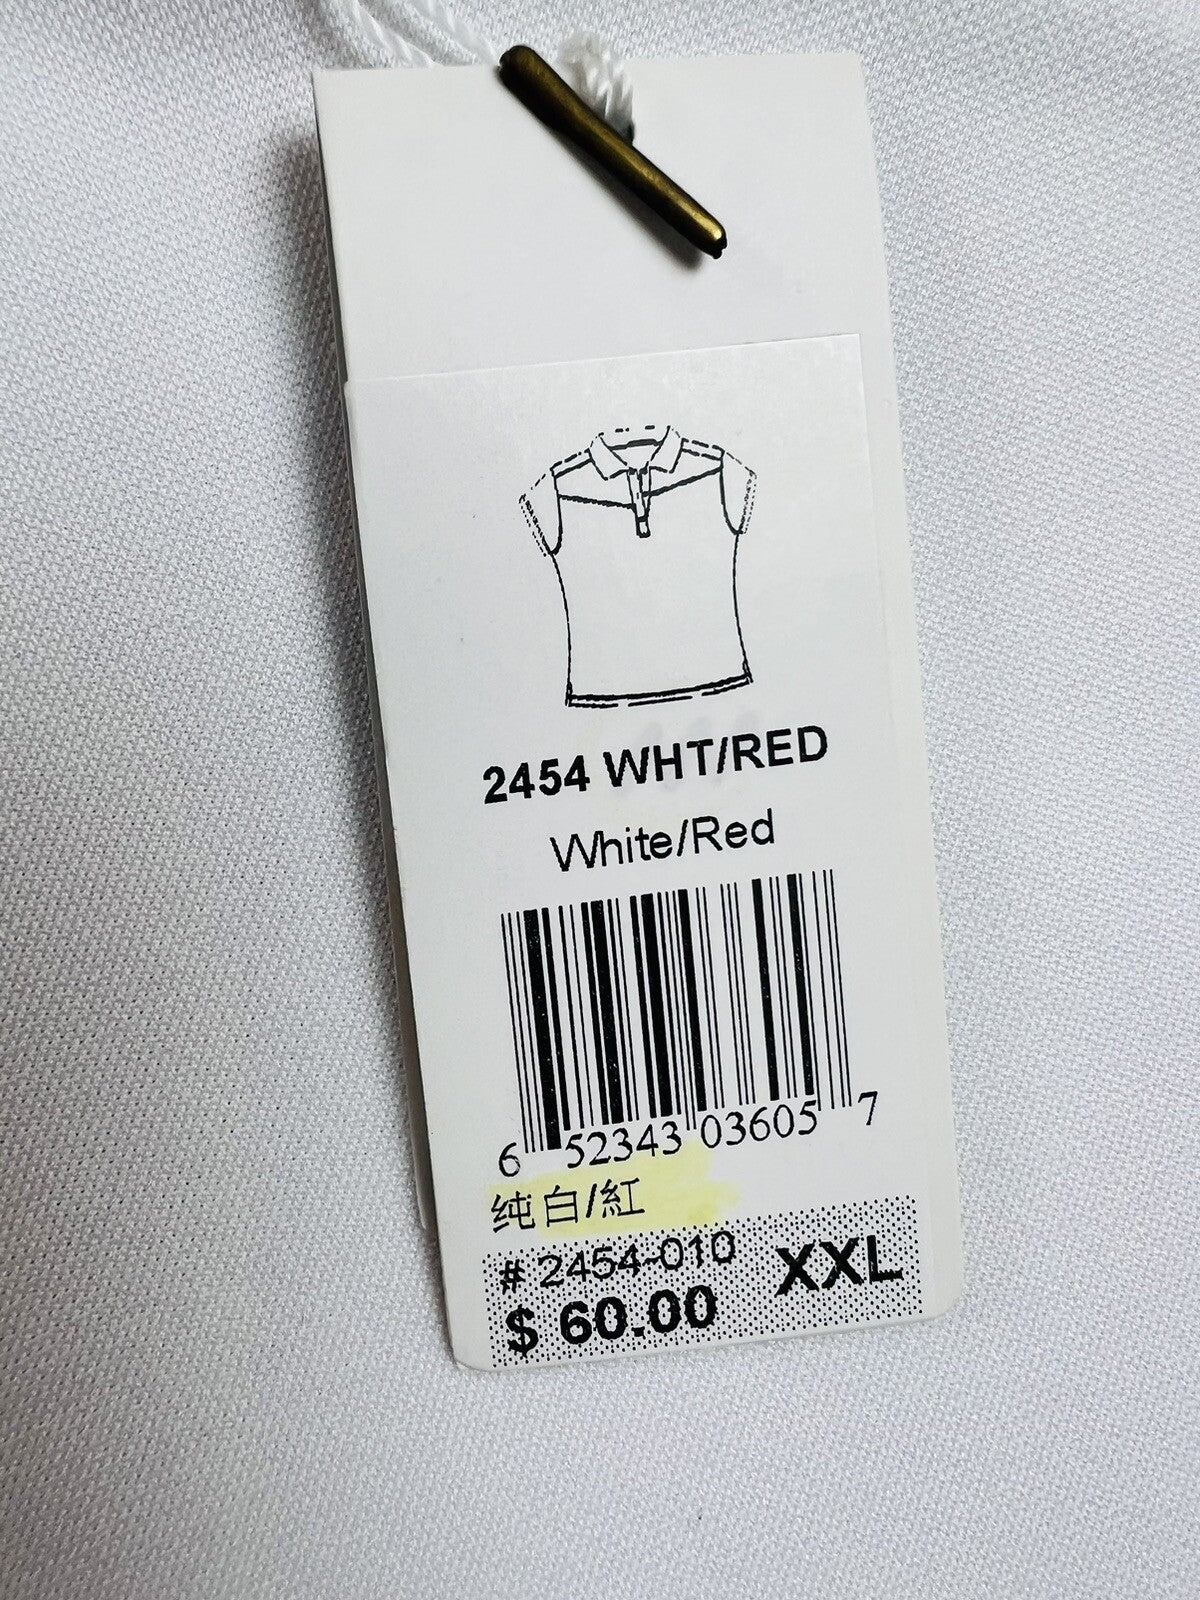 2454 WHT/RED
White/Red
6 52343 03605 7
纯白/紅
# 2454-010 XXL
$ 60.00